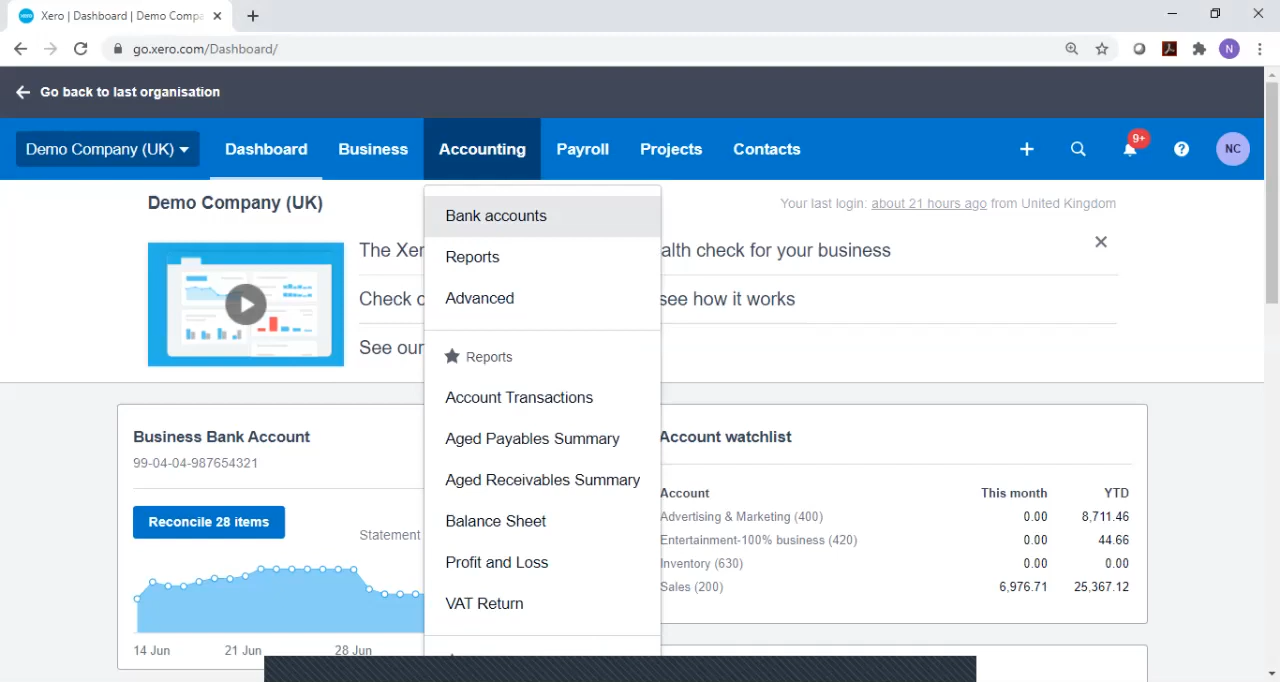 Xero | Dashboard | Demo Compa
go.xero.com/Dashboard/
N
Go back to last organisation
Demo Company (UK)
Dashboard
Business
Accounting
Payroll
Projects
Contacts
9+
NC
Demo Company (UK)
Your last login: about 21 hours ago from United Kingdom
The Xer
alth check for your business
Check c
see how it works
See our
Bank accounts
Reports
Advanced
Reports
Account Transactions
Aged Payables Summary
Aged Receivables Summary
Balance Sheet
Profit and Loss
VAT Return
Business Bank Account
99-04-04-987654321
Reconcile 28 items
Statement
14 Jun 21 Jun 28 Jun
Account watchlist
Account This month YTD
Advertising & Marketing (400) 0.00 8,711.46
Entertainment-100% business (420) 0.00 44.66
Inventory (630) 0.00 0.00
Sales (200) 6,976.71 25,367.12